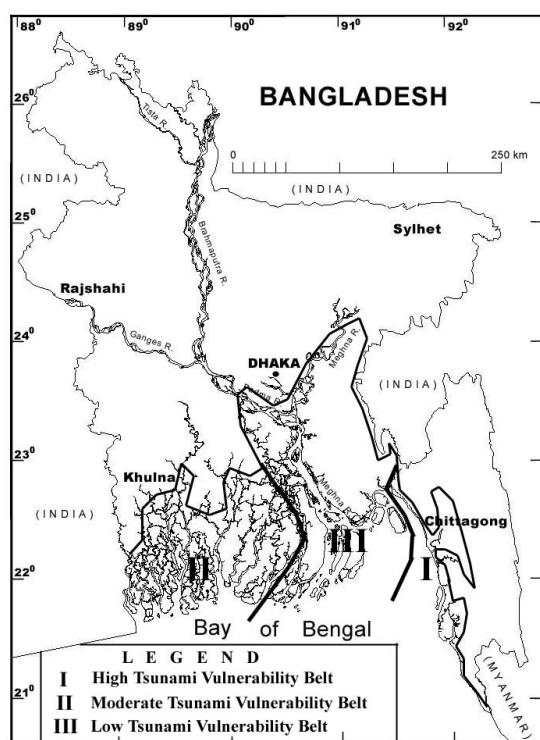 88⁰ 89⁰ 90⁰ 91⁰ 92⁰
26⁰
BANGLADESH
Tista R.
0 250 km
(INDIA)
(INDIA)
25⁰
Sylhet
Brahmaputra R.
Rajshahi
24⁰
Ganges R.
DHAKA
Meghna R.
(INDIA)
23⁰
Khulna
Meghna R.
(INDIA)
Chittagong
22⁰
II
III
I
Bay of Bengal
(MYANMAR)
21⁰
LEGEND
I High Tsunami Vulnerability Belt
II Moderate Tsunami Vulnerability Belt
III Low Tsunami Vulnerability Belt